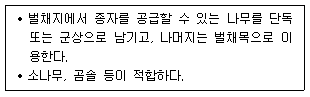 • 벌채지에서 종자를 공급할 수 있는 나무를 단독
또는 군상으로 남기고, 나머지는 벌채목으로 이
용한다.
• 소나무, 곰솔 등이 적합하다.